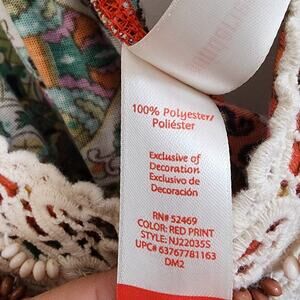 100% Polyester/
Poliéster
Exclusive of
Decoration
Exclusivo de
Decoración
RN# 52469
COLOR: RED PRINT
STYLE: NJ22035S
UPC# 63767781163
DM2